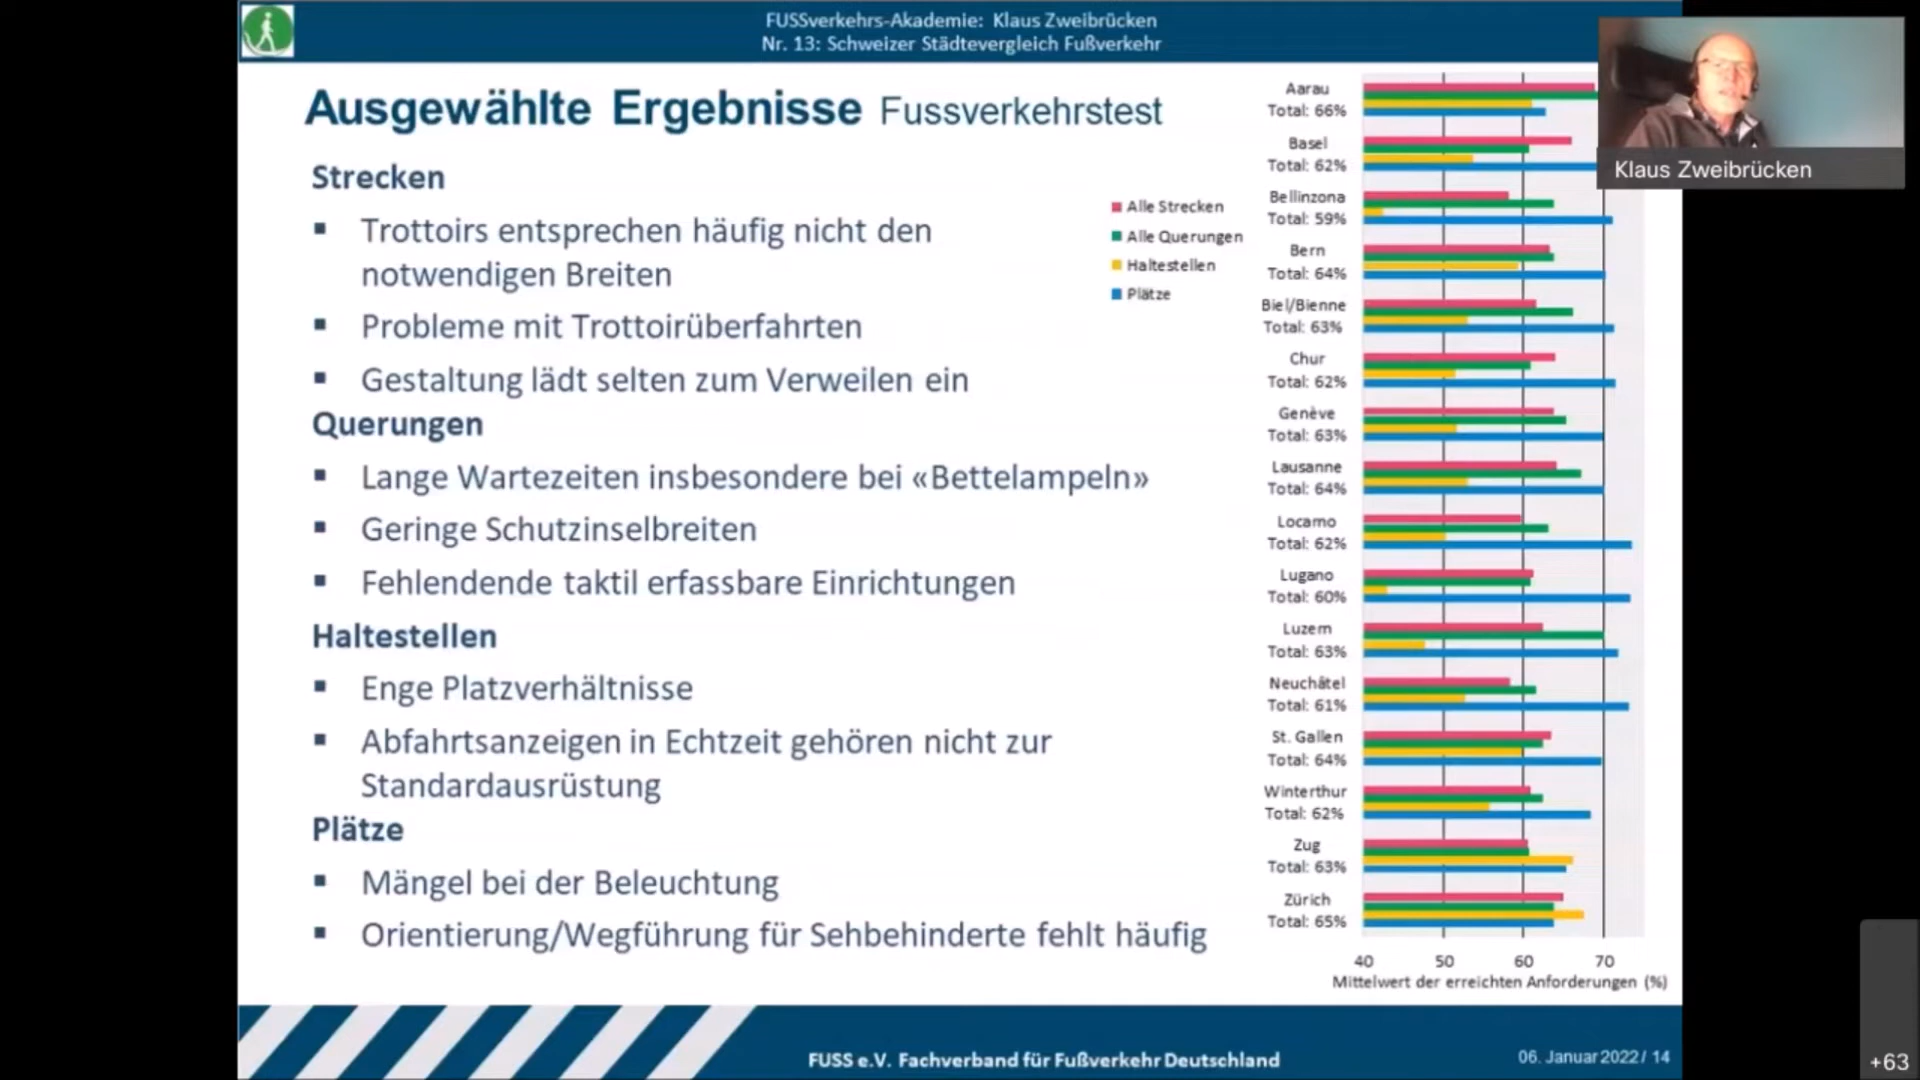 FUSSverkehrs-Akademie: Klaus Zweibrücken
Nr. 13: Schweizer Städtevergleich Fußverkehr
Ausgewählte Ergebnisse Fussverkehrstest
Strecken
▪ Trottoirs entsprechen häufig nicht den
notwendigen Breiten
▪ Probleme mit Trottoirüberfahrten
▪ Gestaltung lädt selten zum Verweilen ein
Querungen
▪ Lange Wartezeiten insbesondere bei «Bettelampeln»
▪ Geringe Schutzinselbreiten
▪ Fehlendende taktil erfassbare Einrichtungen
Haltestellen
▪ Enge Platzverhältnisse
▪ Abfahrtsanzeigen in Echtzeit gehören nicht zur
Standardausrüstung
Plätze
▪ Mängel bei der Beleuchtung
▪ Orientierung/Wegführung für Sehbehinderte fehlt häufig
Alle Strecken
Alle Querungen
Haltestellen
Plätze
Aarau
Total: 66%
Basel
Total: 62%
Bellinzona
Total: 59%
Bern
Total: 64%
Biel/Bienne
Total: 63%
Chur
Total: 62%
Genève
Total: 63%
Lausanne
Total: 64%
Locarno
Total: 62%
Lugano
Total: 60%
Luzern
Total: 63%
Neuchâtel
Total: 61%
St. Gallen
Total: 64%
Winterthur
Total: 62%
Zug
Total: 63%
Zürich
Total: 65%
40 50 60 70
Mittelwert der erreichten Anforderungen (%)
Klaus Zweibrücken
FUSS e.V. Fachverband für Fußverkehr Deutschland
06. Januar 2022 / 14
+63